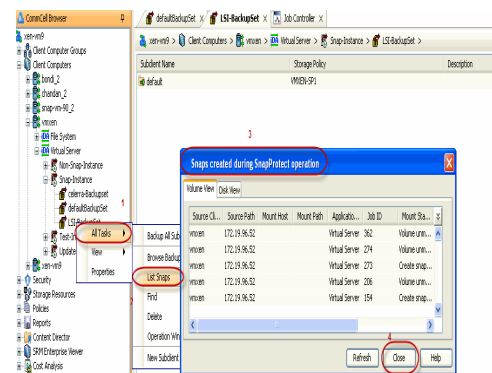 CommCell Browser
defaultBackupSet
LSI-BackupSet
Job Controller
xen-vm9
xen-vm9 > Client Computers > vmxen > Virtual Server > Snap-Instance > LSI-BackupSet >
Client Computer Groups
Client Computers
Subclient Name
Storage Policy
Description
bondi_2
default
VMXEN-SP1
chandan_2
snap-vm-90_2
vmxen
File System
Virtual Server
Non-Snap-Instance
Snap-Instance
celerra-Backupset
defaultBackupSet
LSI-BackupSet
Test-
Update
xen-vm9
Security
Storage Resources
Policies
Reports
Content Director
SRM Enterprise Viewer
Cost Analysis
1
All Tasks
View
Properties
2
Backup All Sub
Browse Backup
List Snaps
Find
Delete
Operation Win
New Subclient
3
Snaps created during SnapProtect operation
Volume View
Disk View
Source Cli...
Source Path
Mount Host
Mount Path
Applicatio...
Job ID
Mount Sta...
vmxen
172.19.96.52
Virtual Server
362
Volume unm...
vmxen
172.19.96.52
Virtual Server
274
Volume unm...
vmxen
172.19.96.52
Virtual Server
273
Create snap...
vmxen
172.19.96.52
Virtual Server
206
Volume unm...
vmxen
172.19.96.52
Virtual Server
154
Create snap...
4
Refresh
Close
Help